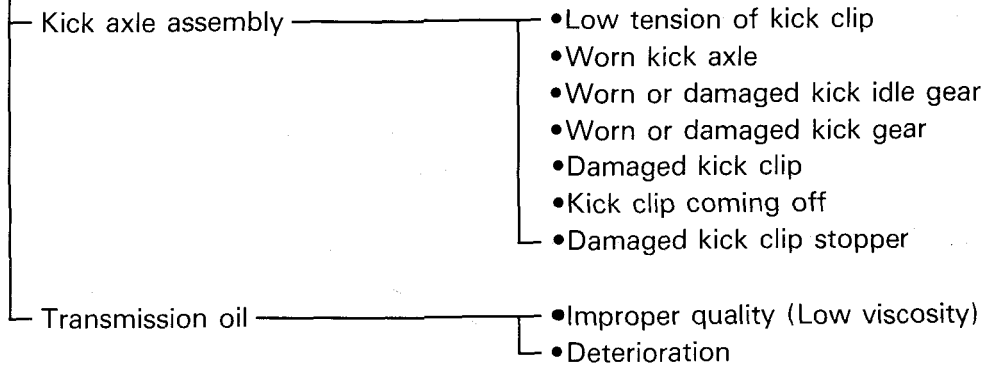 Kick axle assembly •Low tension of kick clip
•Worn kick axle
•Worn or damaged kick idle gear
•Worn or damaged kick gear
•Damaged kick clip
•Kick clip coming off
•Damaged kick clip stopper
Transmission oil •Improper quality (Low viscosity)
•Deterioration